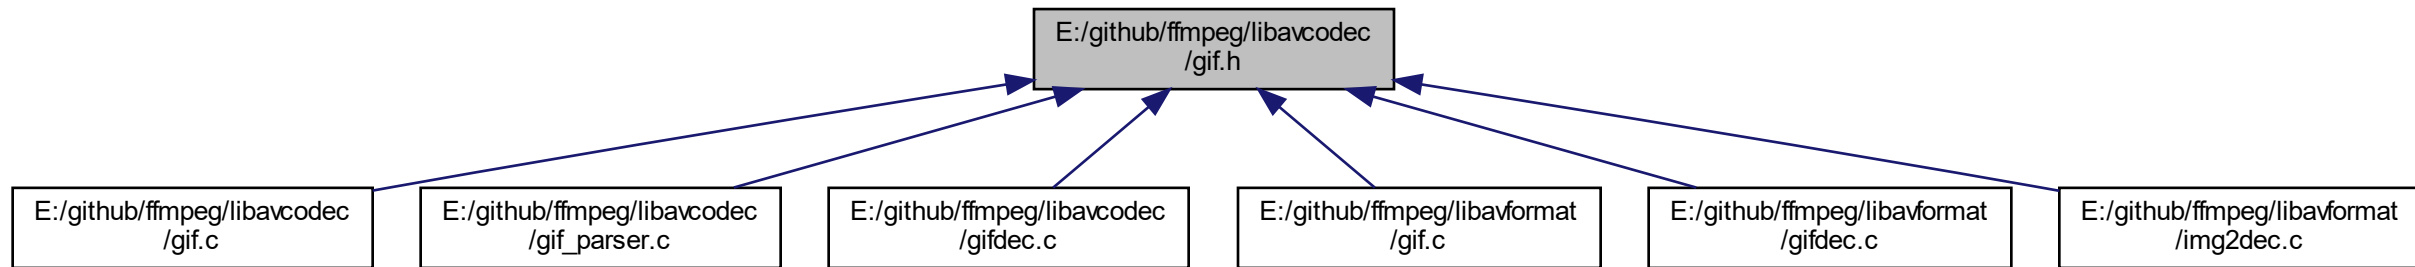 E:/github/ffmpeg/libavcodec
/gif.h
E:/github/ffmpeg/libavcodec
/gif.c
E:/github/ffmpeg/libavcodec
/gif_parser.c
E:/github/ffmpeg/libavcodec
/gifdec.c
E:/github/ffmpeg/libavformat
/gif.c
E:/github/ffmpeg/libavformat
/gifdec.c
E:/github/ffmpeg/libavformat
/img2dec.c